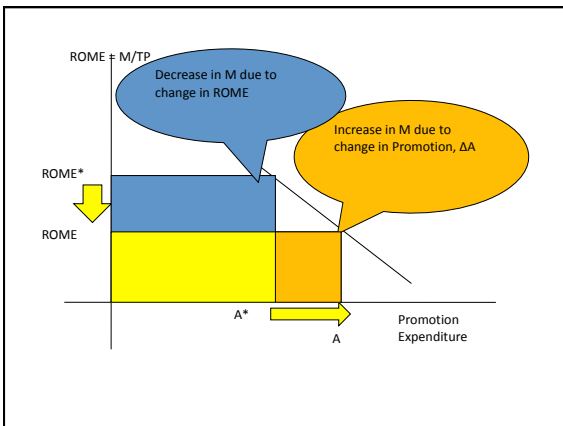 ROME = M/TP
Decrease in M due to
change in ROME
Increase in M due to
change in Promotion, ΔA
ROME*
ROME
A*
A
Promotion
Expenditure